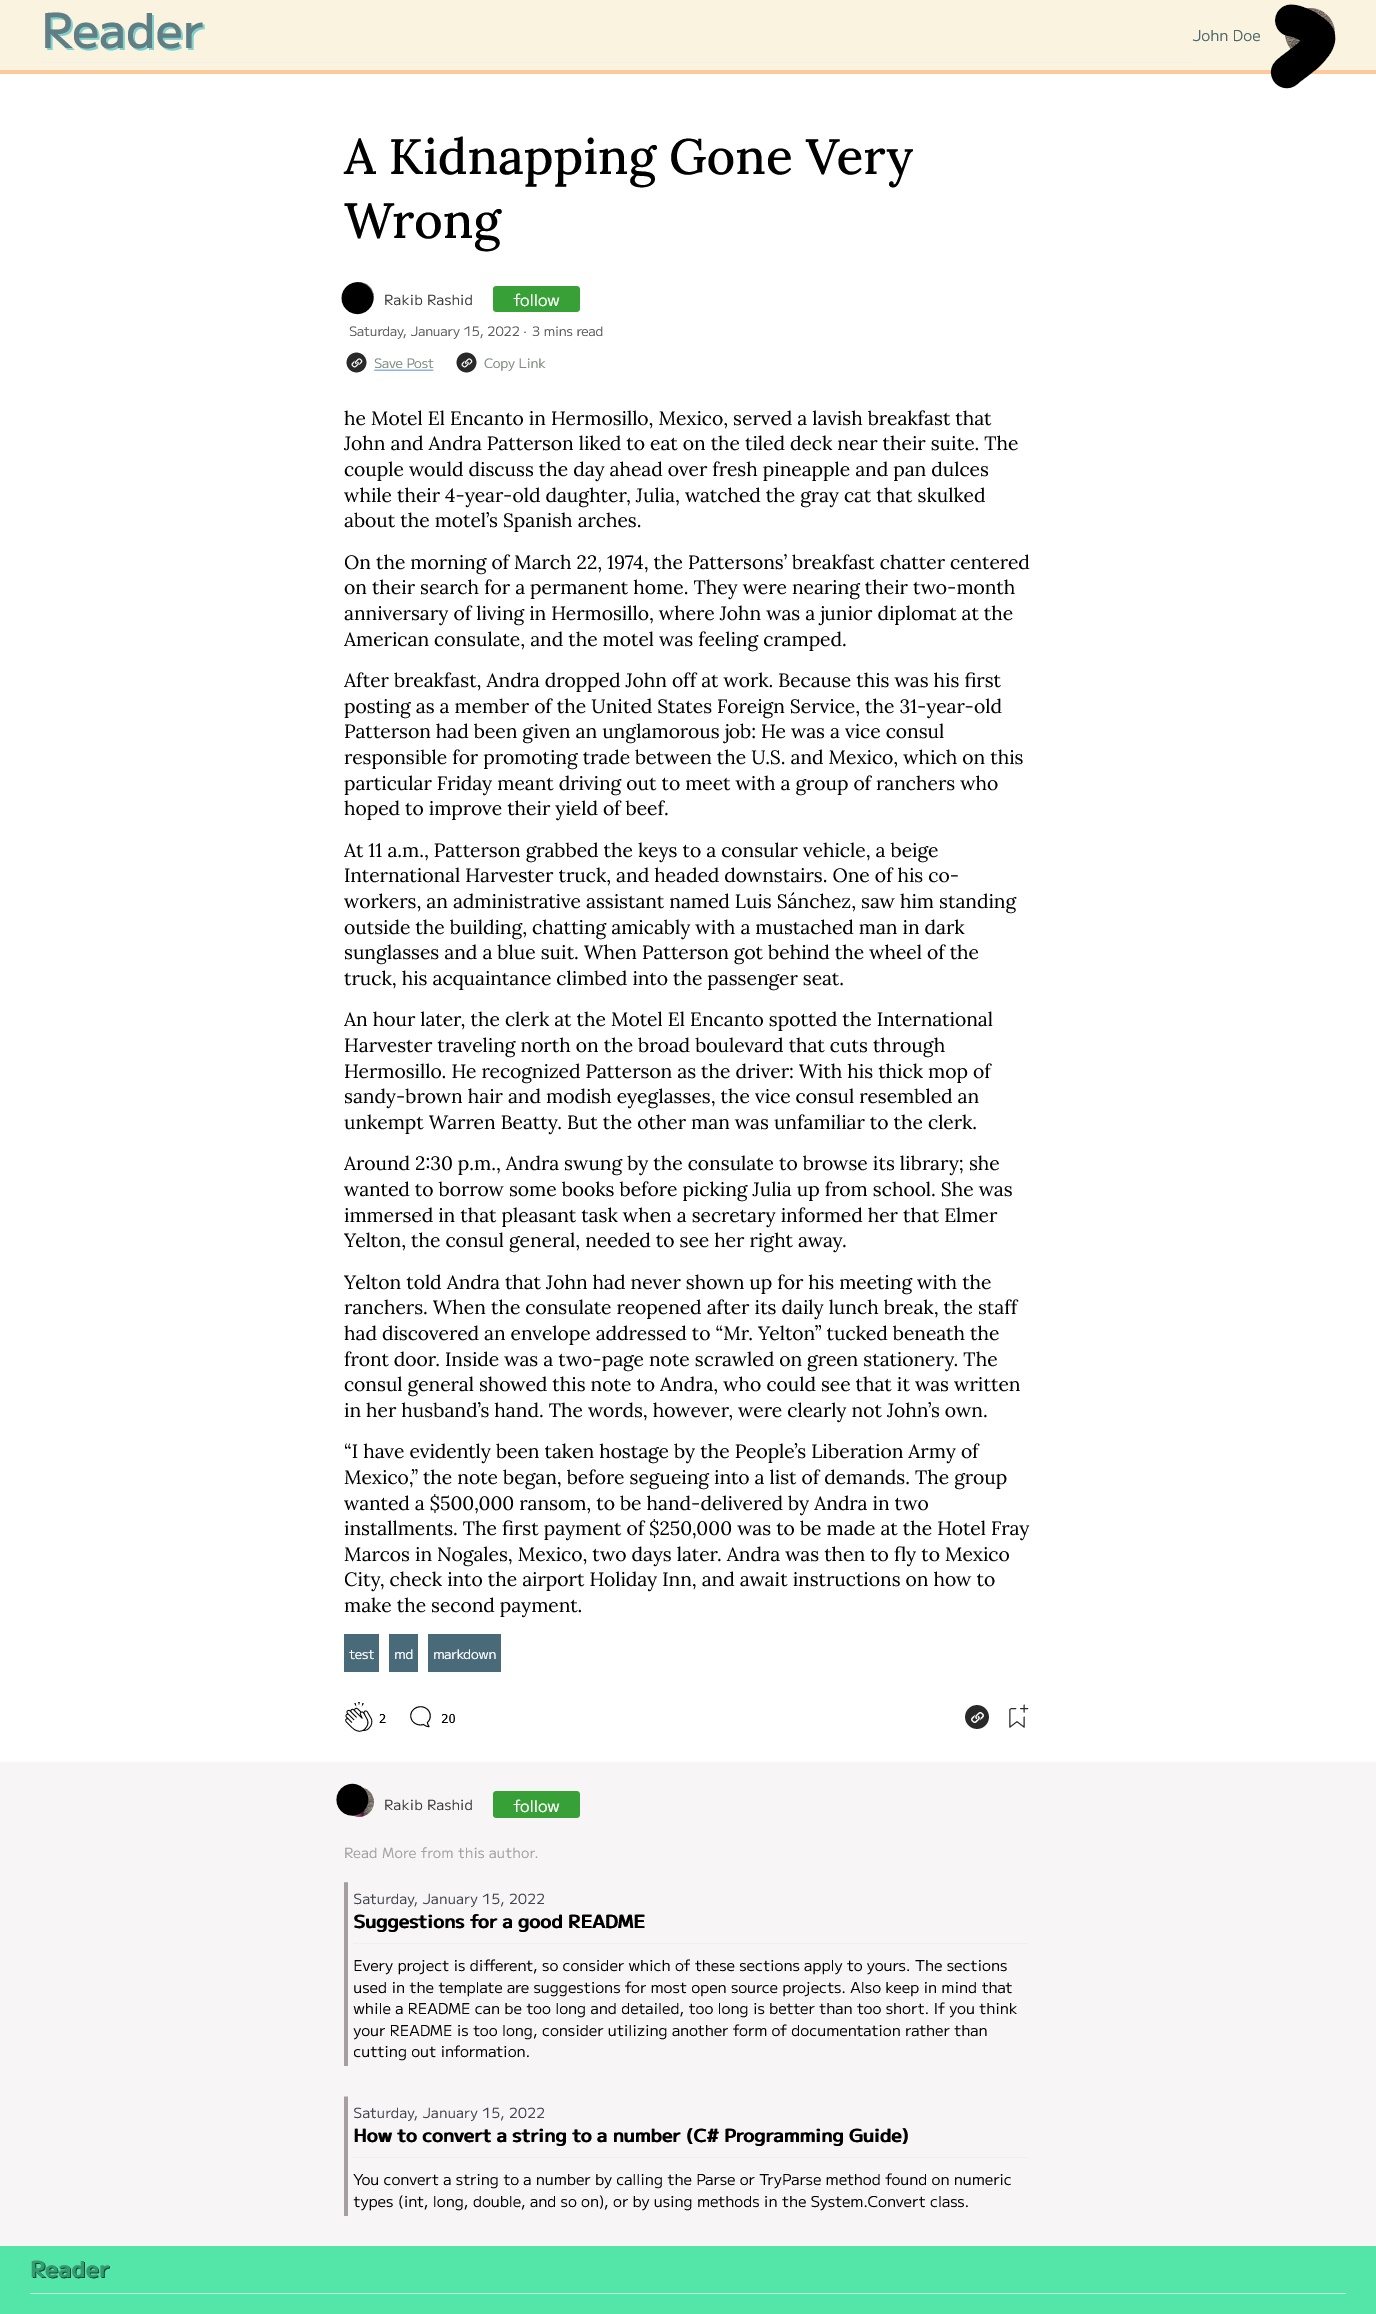 Reader
John Doe
A Kidnapping Gone Very
Wrong
Rakib Rashid
follow
Saturday, January 15, 2022 · 3 mins read
Save Post
Copy Link
he Motel El Encanto in Hermosillo, Mexico, served a lavish breakfast that
John and Andra Patterson liked to eat on the tiled deck near their suite. The
couple would discuss the day ahead over fresh pineapple and pan dulces
while their 4-year-old daughter, Julia, watched the gray cat that skulked
about the motel’s Spanish arches.
On the morning of March 22, 1974, the Pattersons’ breakfast chatter centered
on their search for a permanent home. They were nearing their two-month
anniversary of living in Hermosillo, where John was a junior diplomat at the
American consulate, and the motel was feeling cramped.
After breakfast, Andra dropped John off at work. Because this was his first
posting as a member of the United States Foreign Service, the 31-year-old
Patterson had been given an unglamorous job: He was a vice consul
responsible for promoting trade between the U.S. and Mexico, which on this
particular Friday meant driving out to meet with a group of ranchers who
hoped to improve their yield of beef.
At 11 a.m., Patterson grabbed the keys to a consular vehicle, a beige
International Harvester truck, and headed downstairs. One of his co-
workers, an administrative assistant named Luis Sánchez, saw him standing
outside the building, chatting amicably with a mustached man in dark
sunglasses and a blue suit. When Patterson got behind the wheel of the
truck, his acquaintance climbed into the passenger seat.
An hour later, the clerk at the Motel El Encanto spotted the International
Harvester traveling north on the broad boulevard that cuts through
Hermosillo. He recognized Patterson as the driver: With his thick mop of
sandy-brown hair and modish eyeglasses, the vice consul resembled an
unkempt Warren Beatty. But the other man was unfamiliar to the clerk.
Around 2:30 p.m., Andra swung by the consulate to browse its library; she
wanted to borrow some books before picking Julia up from school. She was
immersed in that pleasant task when a secretary informed her that Elmer
Yelton, the consul general, needed to see her right away.
Yelton told Andra that John had never shown up for his meeting with the
ranchers. When the consulate reopened after its daily lunch break, the staff
had discovered an envelope addressed to “Mr. Yelton” tucked beneath the
front door. Inside was a two-page note scrawled on green stationery. The
consul general showed this note to Andra, who could see that it was written
in her husband’s hand. The words, however, were clearly not John’s own.
“I have evidently been taken hostage by the People’s Liberation Army of
Mexico,” the note began, before segueing into a list of demands. The group
wanted a $500,000 ransom, to be hand-delivered by Andra in two
installments. The first payment of $250,000 was to be made at the Hotel Fray
Marcos in Nogales, Mexico, two days later. Andra was then to fly to Mexico
City, check into the airport Holiday Inn, and await instructions on how to
make the second payment.
test md markdown
2 20
Rakib Rashid
follow
Read More from this author.
Saturday, January 15, 2022
Suggestions for a good README
Every project is different, so consider which of these sections apply to yours. The sections
used in the template are suggestions for most open source projects. Also keep in mind that
while a README can be too long and detailed, too long is better than too short. If you think
your README is too long, consider utilizing another form of documentation rather than
cutting out information.
Saturday, January 15, 2022
How to convert a string to a number (C# Programming Guide)
You convert a string to a number by calling the Parse or TryParse method found on numeric
types (int, long, double, and so on), or by using methods in the System.Convert class.
Reader